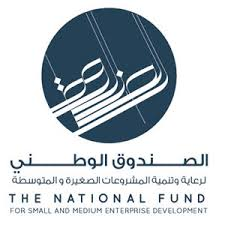 الصندوق الوطني
لرعاية وتنمية المشروعات الصغيرة و المتوسطة
THE NATIONAL FUND
FOR SMALL AND MEDIUM ENTERPRISE DEVELOPMENT